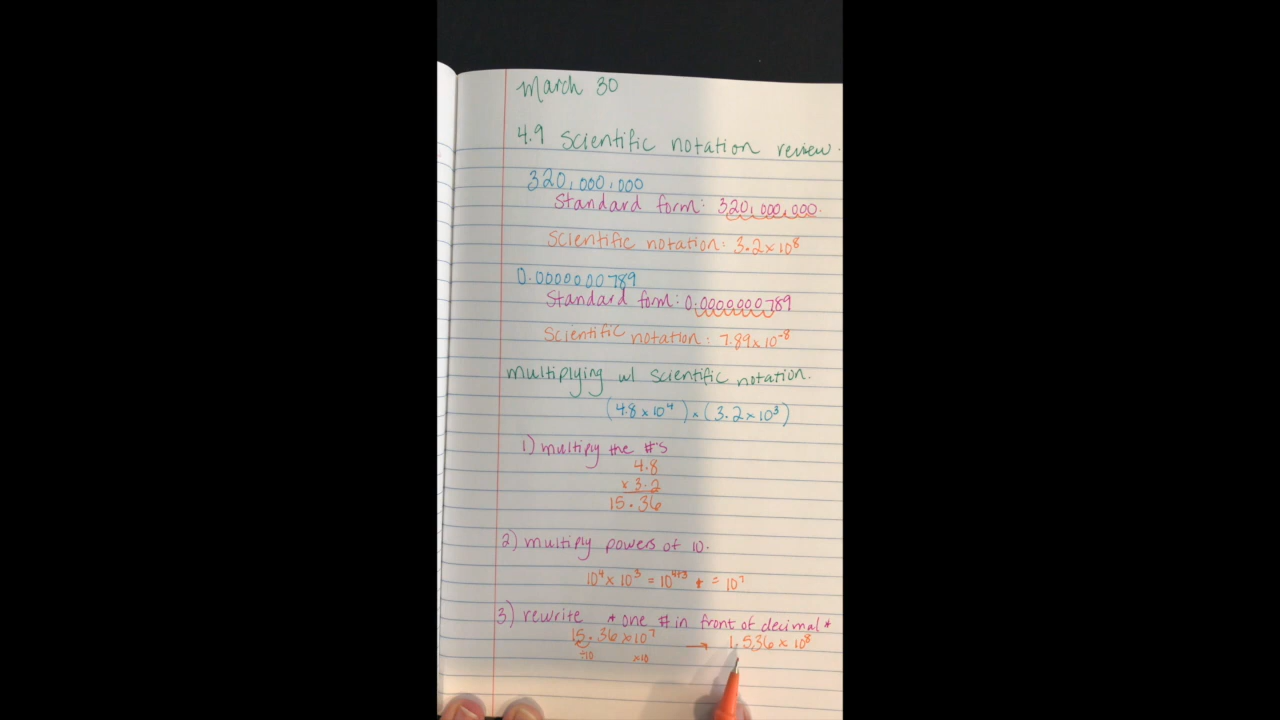 March 30
4.9 Scientific notation review.
320,000,000
Standard form: 320,000,000.
Scientific notation: 3.2 x 10⁸
0.0000000789
Standard form: 0.0000000789
Scientific notation: 7.89 x 10⁻⁸
multiplying w/ scientific notation.
(4.8 x 10⁴) x (3.2 x 10³)
1) multiply the #'s
4.8
x 3.2
15.36
2) multiply powers of 10.
10⁴ x 10³ = 10⁴⁺³ = 10⁷
3) rewrite * one # in front of decimal *
15.36 x 10⁷ → 1.536 x 10⁸
÷10 x10